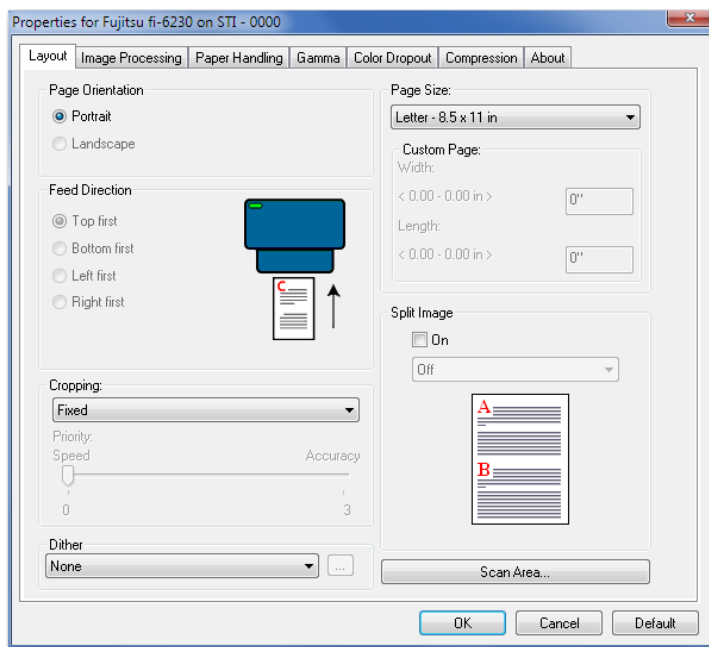 Properties for Fujitsu fi-6230 on STI - 0000
x
Layout Image Processing Paper Handling Gamma Color Dropout Compression About
Page Orientation
Portrait
Landscape
Feed Direction
Top first
Bottom first
Left first
Right first
C
Cropping:
Fixed
Priority:
Speed Accuracy
0 3
Dither
None ...
Page Size:
Letter - 8.5 x 11 in
Custom Page:
Width:
< 0.00 - 0.00 in > 0"
Length:
< 0.00 - 0.00 in > 0"
Split Image
On
Off
A
B
Scan Area...
OK Cancel Default